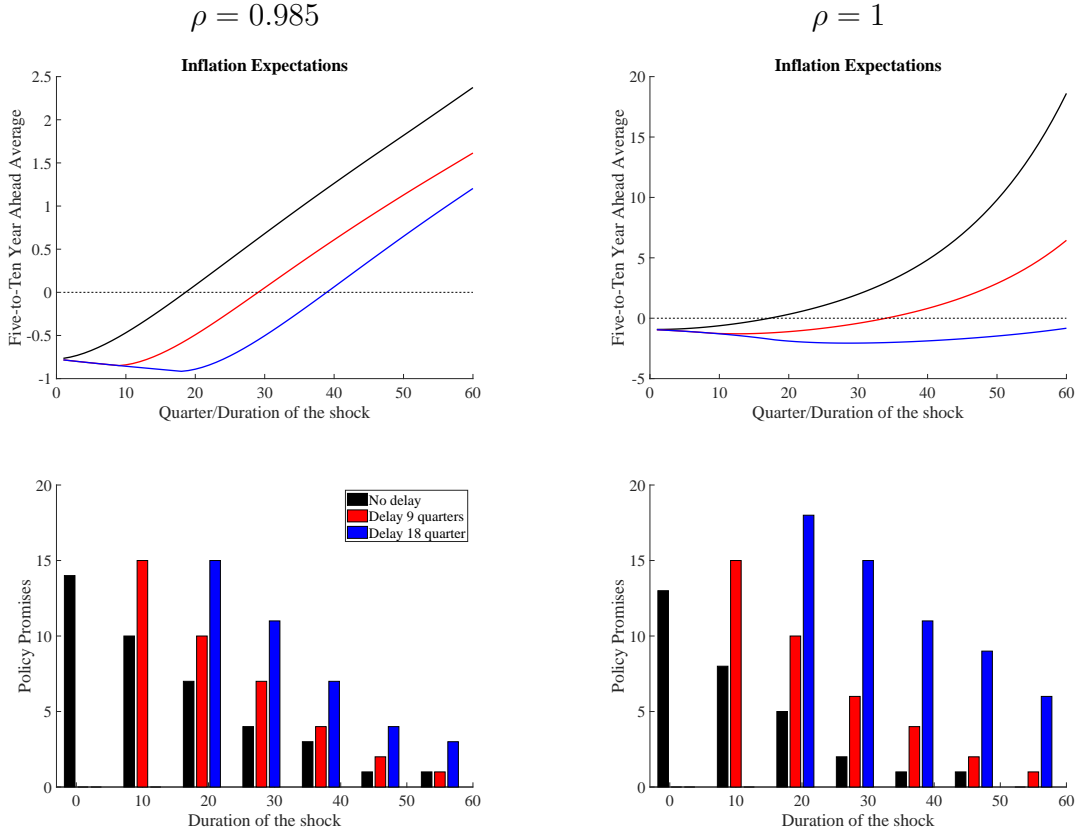 ρ = 0.985
ρ = 1
Inflation Expectations
Five-to-Ten Year Ahead Average
2.5
2
1.5
1
0.5
0
-0.5
-1
0 10 20 30 40 50 60
Quarter/Duration of the shock
Inflation Expectations
Five-to-Ten Year Ahead Average
20
15
10
5
0
-5
0 10 20 30 40 50 60
Quarter/Duration of the shock
Policy Promises
20
15
10
5
0
No delay
Delay 9 quarters
Delay 18 quarter
0 10 20 30 40 50 60
Duration of the shock
Policy Promises
20
15
10
5
0
0 10 20 30 40 50 60
Duration of the shock